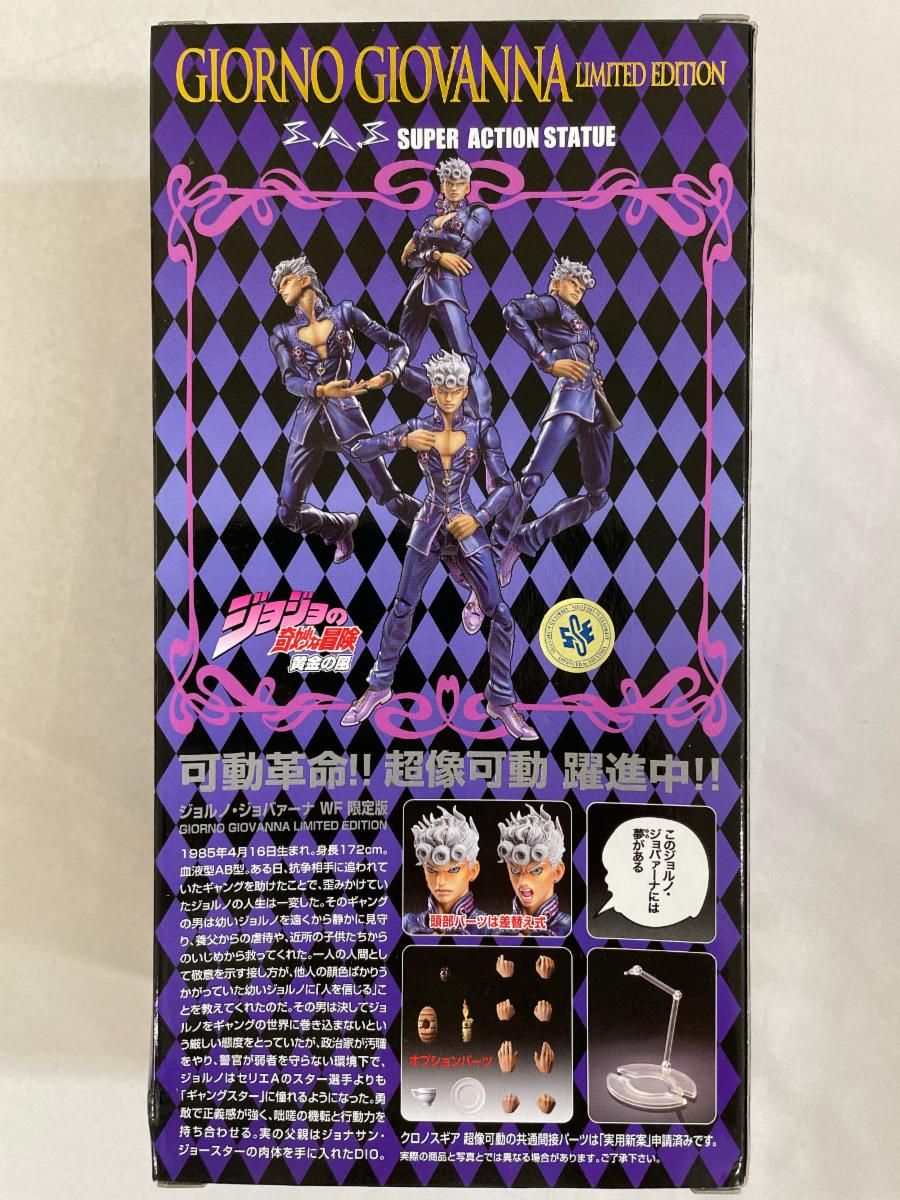 GIORNO GIOVANNA LIMITED EDITION
S.A.S SUPER ACTION STATUE
ジョジョの
奇妙な冒険
黄金の風
可動革命!! 超像可動 躍進中!!
ジョルノ・ジョバァーナ WF 限定版
GIORNO GIOVANNA LIMITED EDITION
1985年4月16日生まれ。身長172cm。
血液型AB型。ある日、抗争相手に追われて
いたギャングを助けたことで、歪みかけてい
たジョルノの人生は一変した。そのギャング
の男は幼いジョルノを遠くから静かに見守
り、養父からの虐待や、近所の子供たちから
のいじめから救ってくれた。一人の人間とし
て敬意を示す接し方が、他人の顔色ばかりう
かがっていた幼いジョルノに「人を信じる」こ
とを教えてくれたのだ。その男は決してジョ
ルノをギャングの世界に巻き込まないとい
う厳しい態度をとっていたが、政治家が汚職
をやり、警官が弱者を守らない環境下で、
ジョルノはセリエAのスター選手よりも
「ギャングスター」に憧れるようになった。勇
敢で正義感が強く、咄嗟の機転と行動力を
持ち合わせる。実の父親はジョナサン・
ジョースターの肉体を手に入れたDIO。
頭部パーツは差替え式
このジョルノ・
ジョバァーナには
夢がある
オプションパーツ
クロノスギア 超像可動の共通間接パーツは「実用新案」申請済みです。
実際の商品と写真とでは異なる場合があります。ご了承下さい。